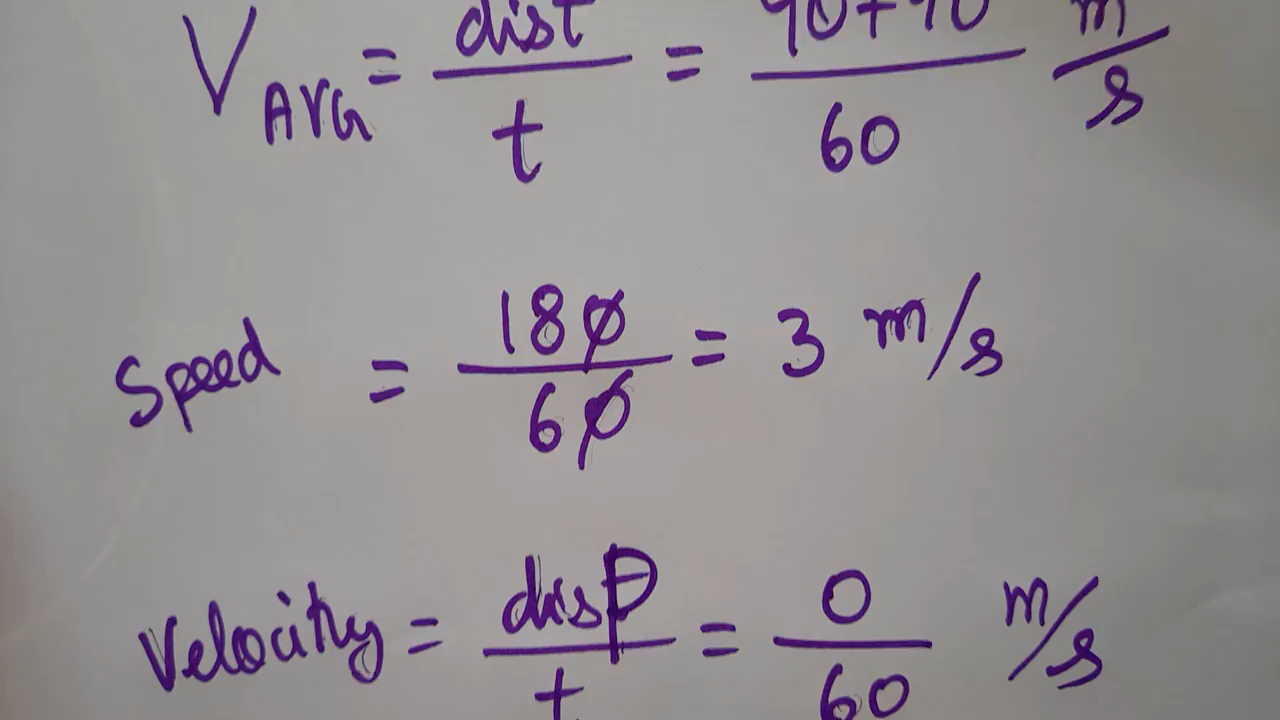 V AVG = dist / t = 90+90 / 60 m/s
Speed = 180 / 60 = 3 m/s
Velocity = disp / t = 0 / 60 m/s